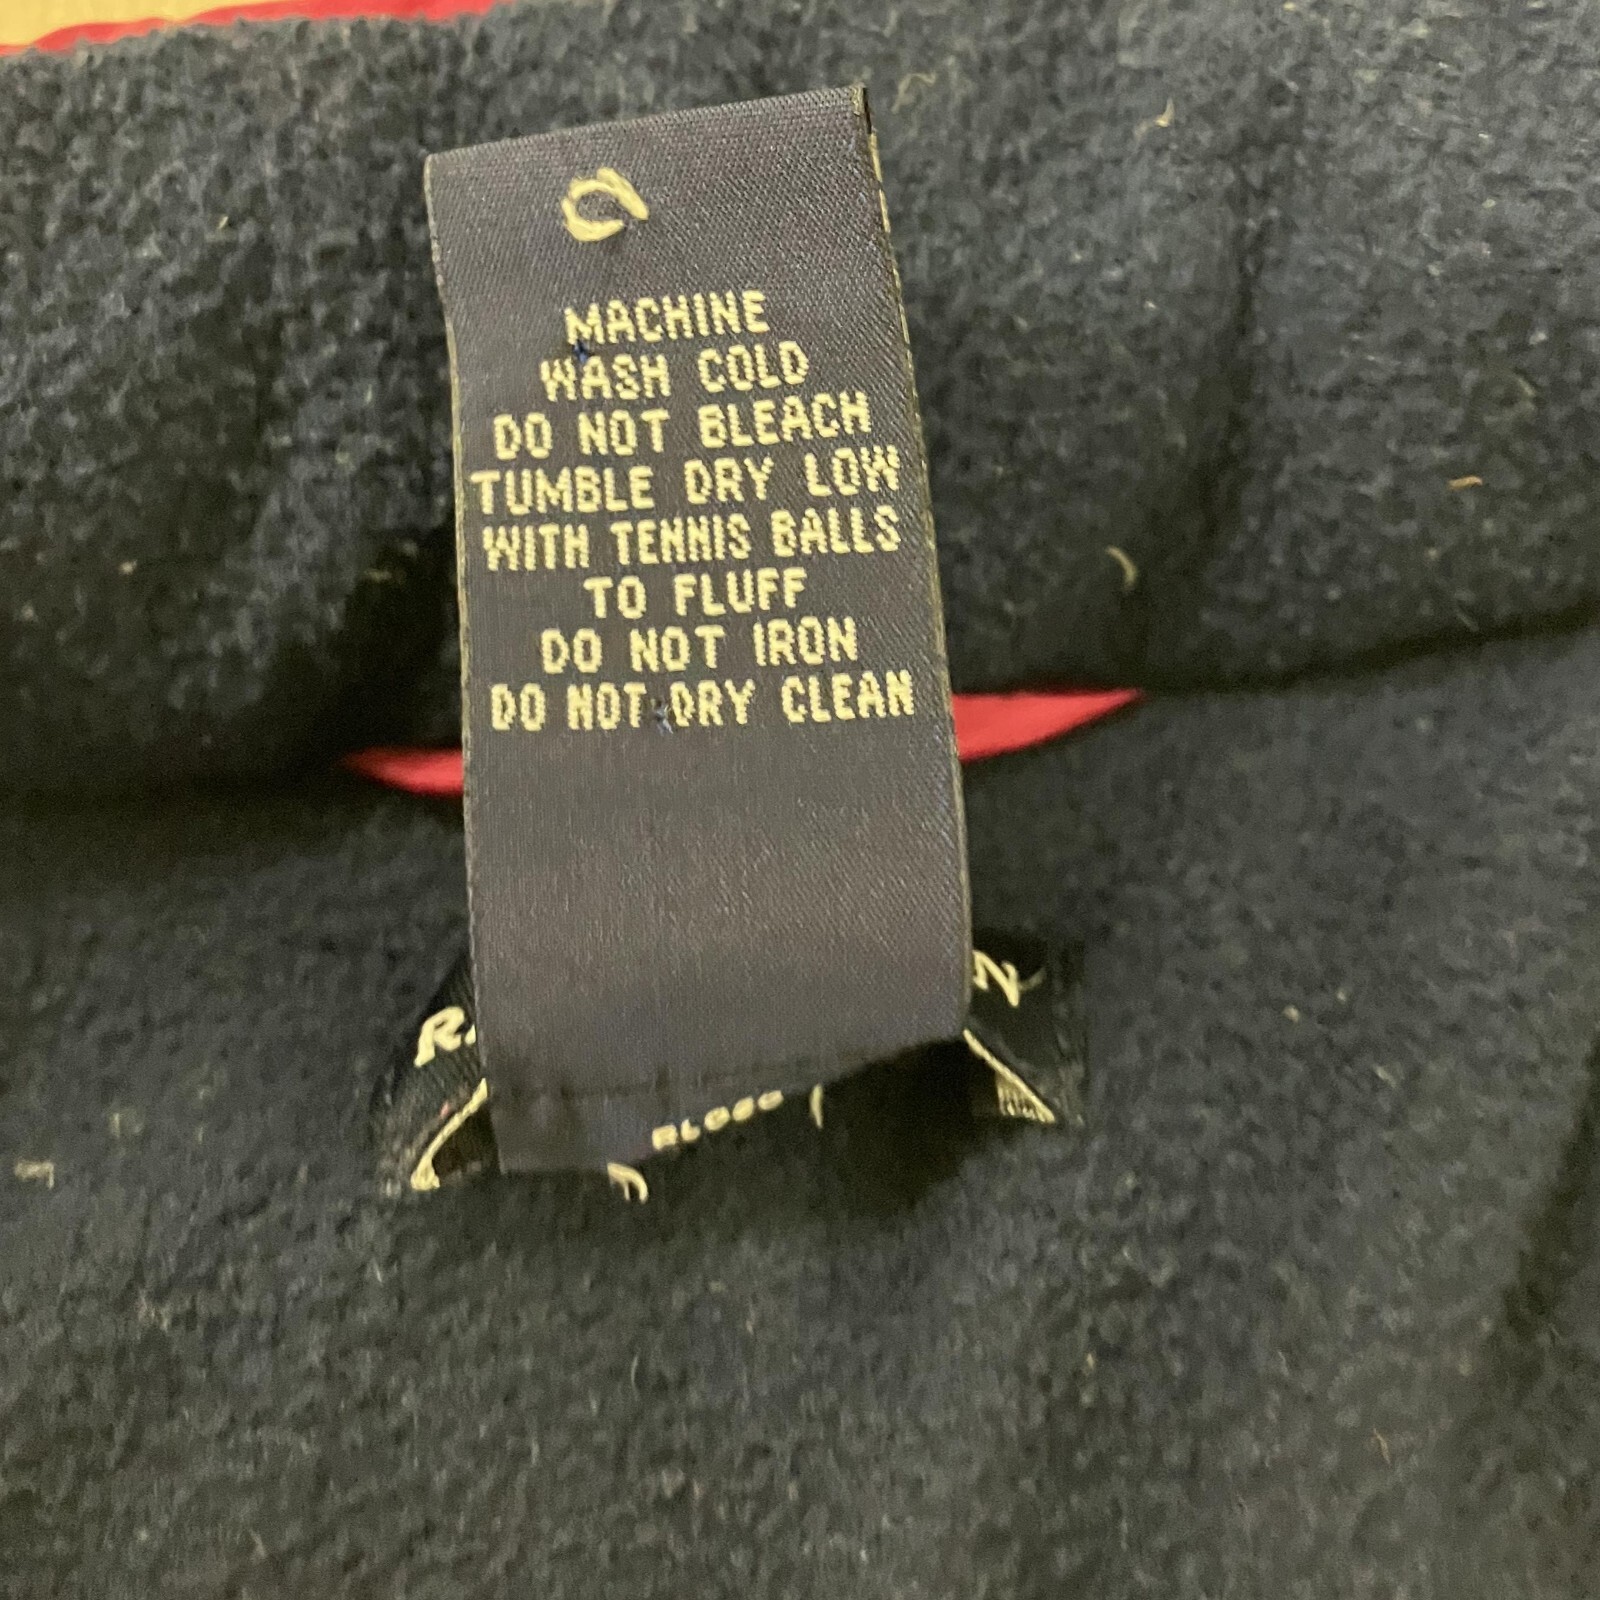 MACHINE
WASH COLD
DO NOT BLEACH
TUMBLE DRY LOW
WITH TENNIS BALLS
TO FLUFF
DO NOT IRON
DO NOT DRY CLEAN